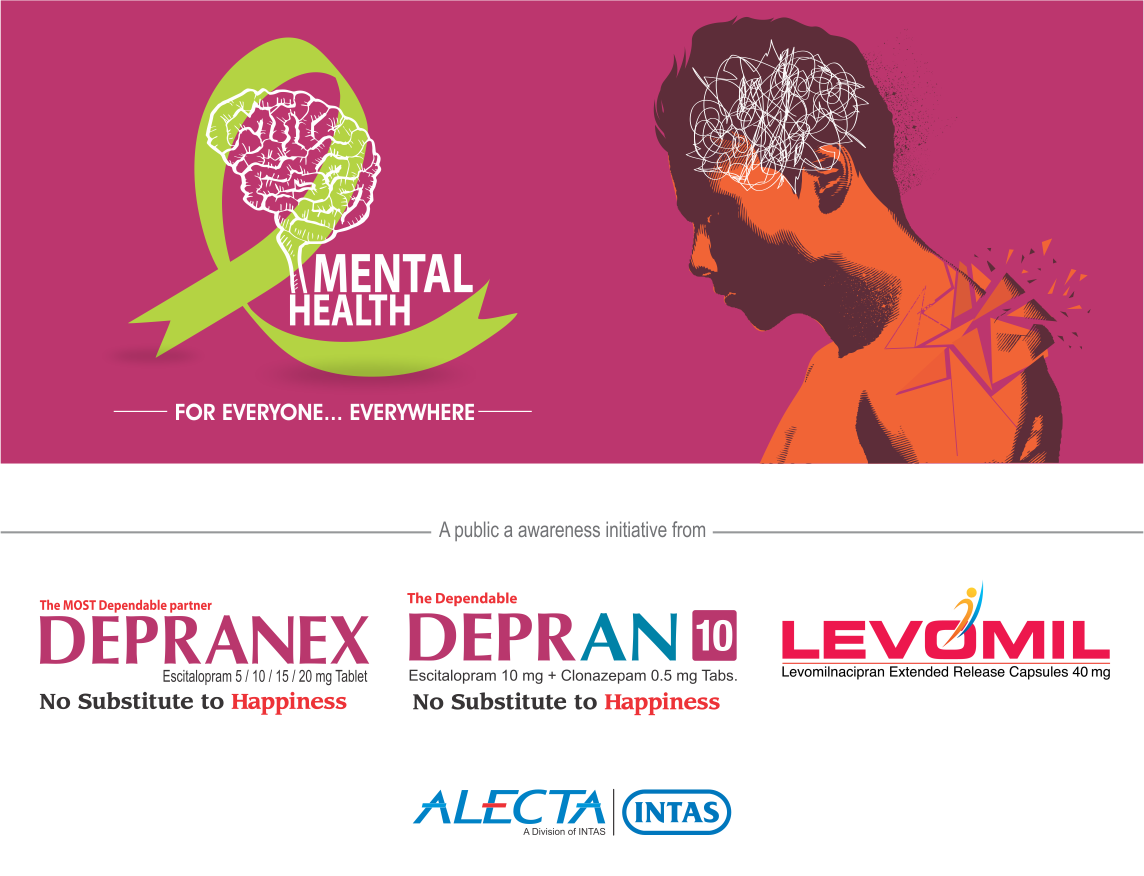 MENTAL
HEALTH
FOR EVERYONE... EVERYWHERE
A public a awareness initiative from
The MOST Dependable partner
DEPRANEX
Escitalopram 5 / 10 / 15 / 20 mg Tablet
No Substitute to Happiness
The Dependable
DEPRAN 10
Escitalopram 10 mg + Clonazepam 0.5 mg Tabs.
No Substitute to Happiness
LEVOMIL
Levomilnacipran Extended Release Capsules 40 mg
ALECTA
A Division of INTAS
INTAS